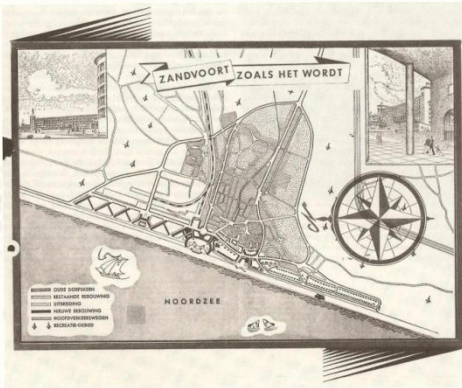 ZANDVOORT ZOALS HET WORDT
NOORDZEE
OUDE DORPSKERN
BESTAANDE BEBOUWING
UITBREIDING
NIEUWE BEBOUWING
HOOFDVERKEERSWEGEN
RECREATIE-GEBIED